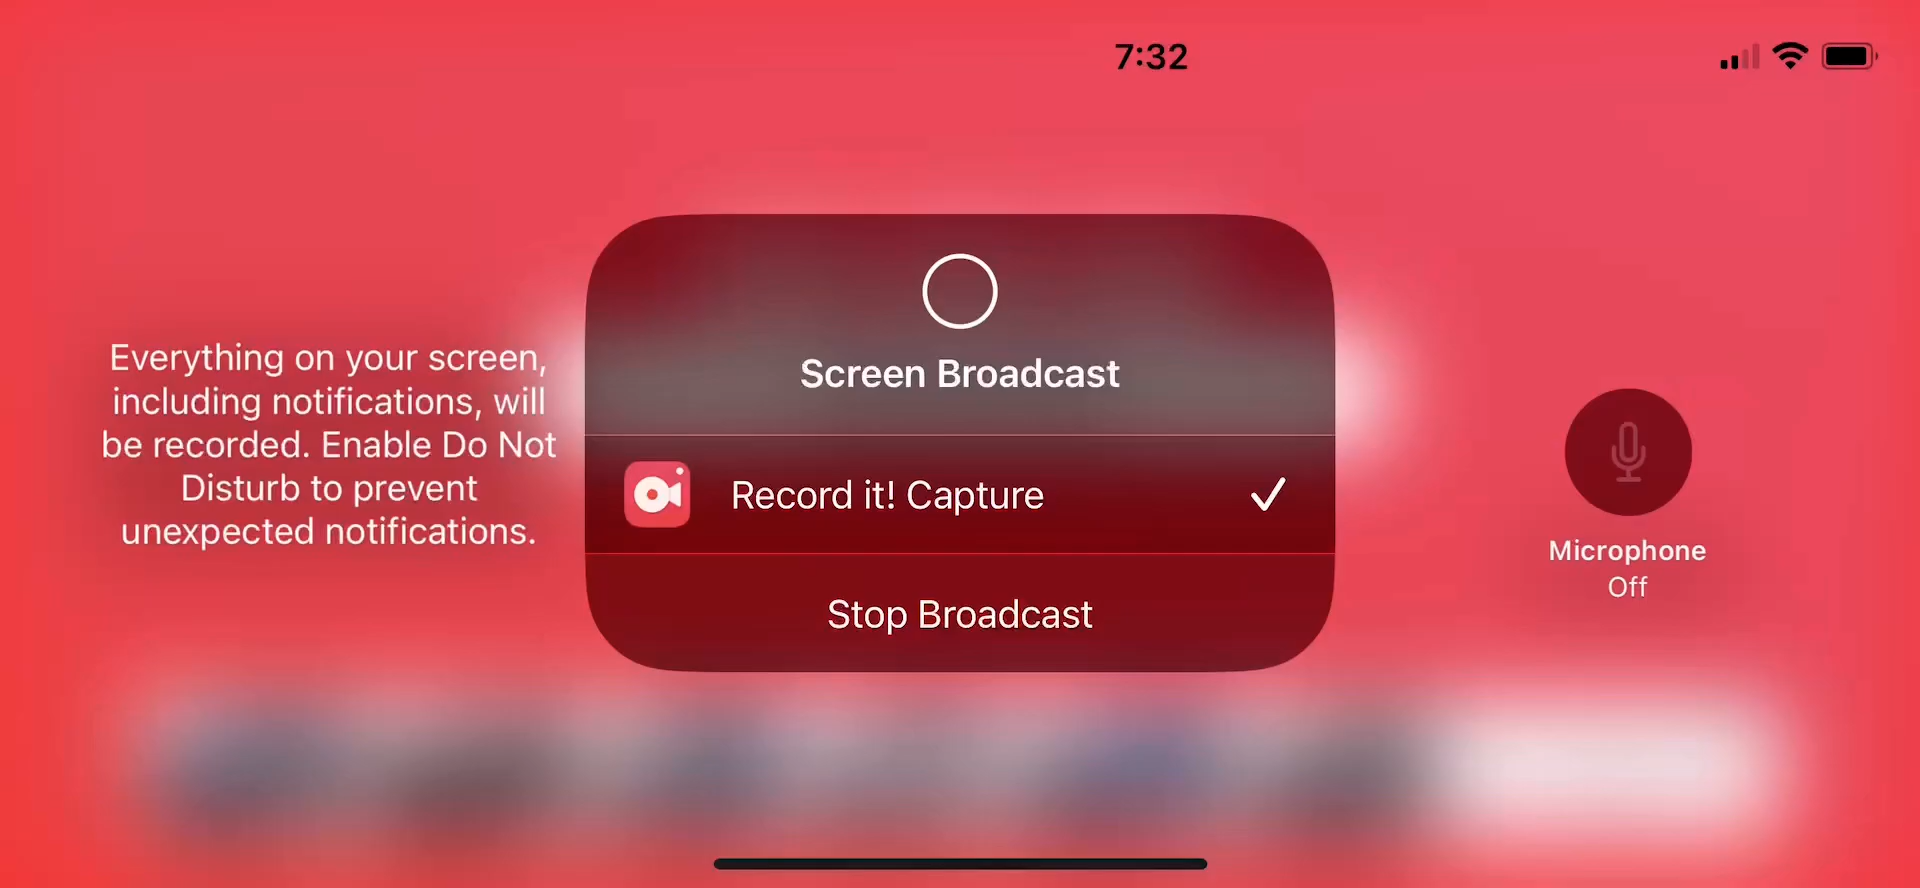 7:32
Everything on your screen,
including notifications, will
be recorded. Enable Do Not
Disturb to prevent
unexpected notifications.
Screen Broadcast
Record it! Capture
Stop Broadcast
Microphone
Off